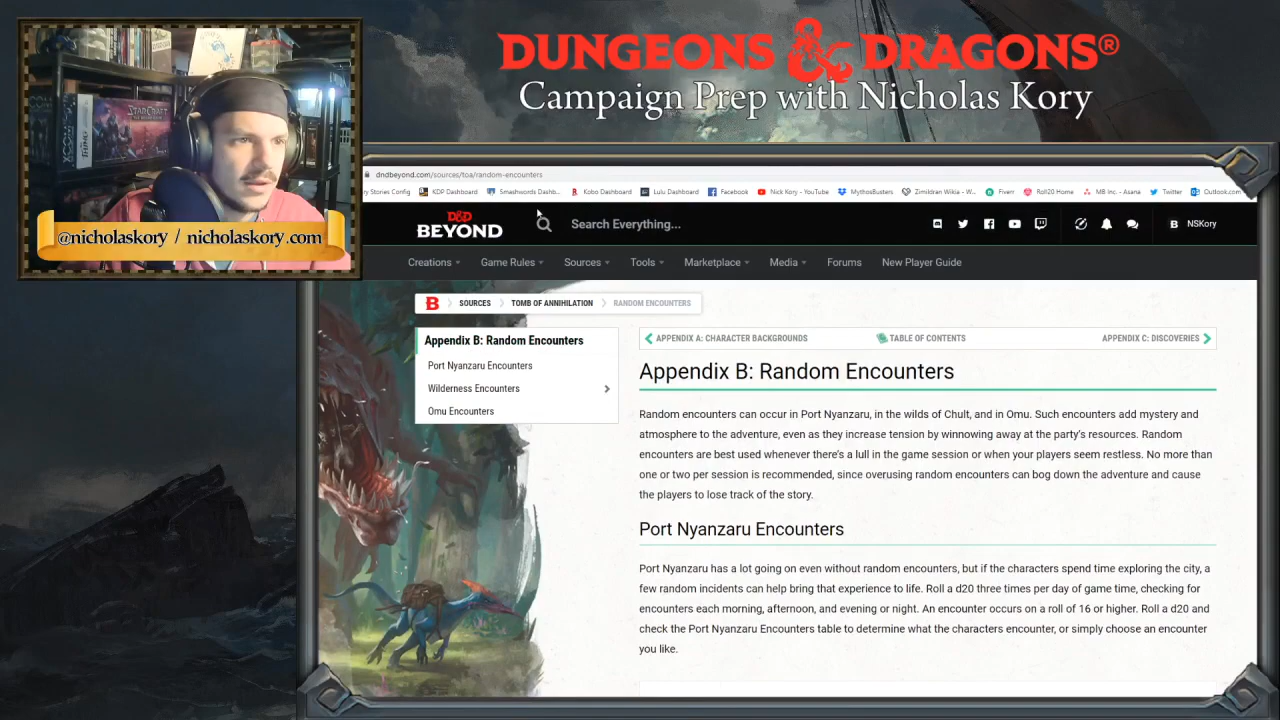 DUNGEONS & DRAGONS®
Campaign Prep with Nicholas Kory
STARCRAFT
XCOM
@nicholaskory / nicholaskory.com
dndbeyond.com/sources/toa/random-encounters
ry Stories Config KDP Dashboard Smashwords Dashb... Kobo Dashboard Lulu Dashboard Facebook Nick Kory - YouTube MythosBusters Zimildran Wikia – W... Fiverr Roll20 Home MB Inc. - Asana Twitter Outlook.com
D&D BEYOND Search Everything... B NSKory
Creations Game Rules Sources Tools Marketplace Media Forums New Player Guide
B SOURCES TOMB OF ANNIHILATION RANDOM ENCOUNTERS
Appendix B: Random Encounters
Port Nyanzaru Encounters
Wilderness Encounters
Omu Encounters
APPENDIX A: CHARACTER BACKGROUNDS TABLE OF CONTENTS APPENDIX C: DISCOVERIES
Appendix B: Random Encounters
Random encounters can occur in Port Nyanzaru, in the wilds of Chult, and in Omu. Such encounters add mystery and
atmosphere to the adventure, even as they increase tension by winnowing away at the party's resources. Random
encounters are best used whenever there's a lull in the game session or when your players seem restless. No more than
one or two per session is recommended, since overusing random encounters can bog down the adventure and cause
the players to lose track of the story.
Port Nyanzaru Encounters
Port Nyanzaru has a lot going on even without random encounters, but if the characters spend time exploring the city, a
few random incidents can help bring that experience to life. Roll a d20 three times per day of game time, checking for
encounters each morning, afternoon, and evening or night. An encounter occurs on a roll of 16 or higher. Roll a d20 and
check the Port Nyanzaru Encounters table to determine what the characters encounter, or simply choose an encounter
you like.